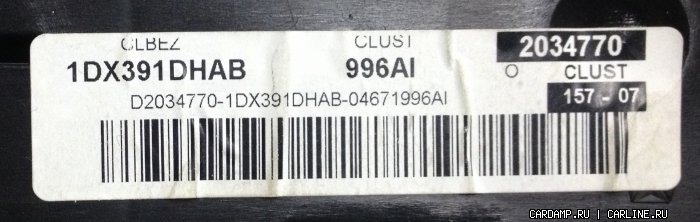 CLBEZ CLUST 2034770
1DX391DHAB 996AI O CLUST
D2034770-1DX391DHAB-04671996AI 157 - 07
CARDAMP.RU | CARLINE.RU